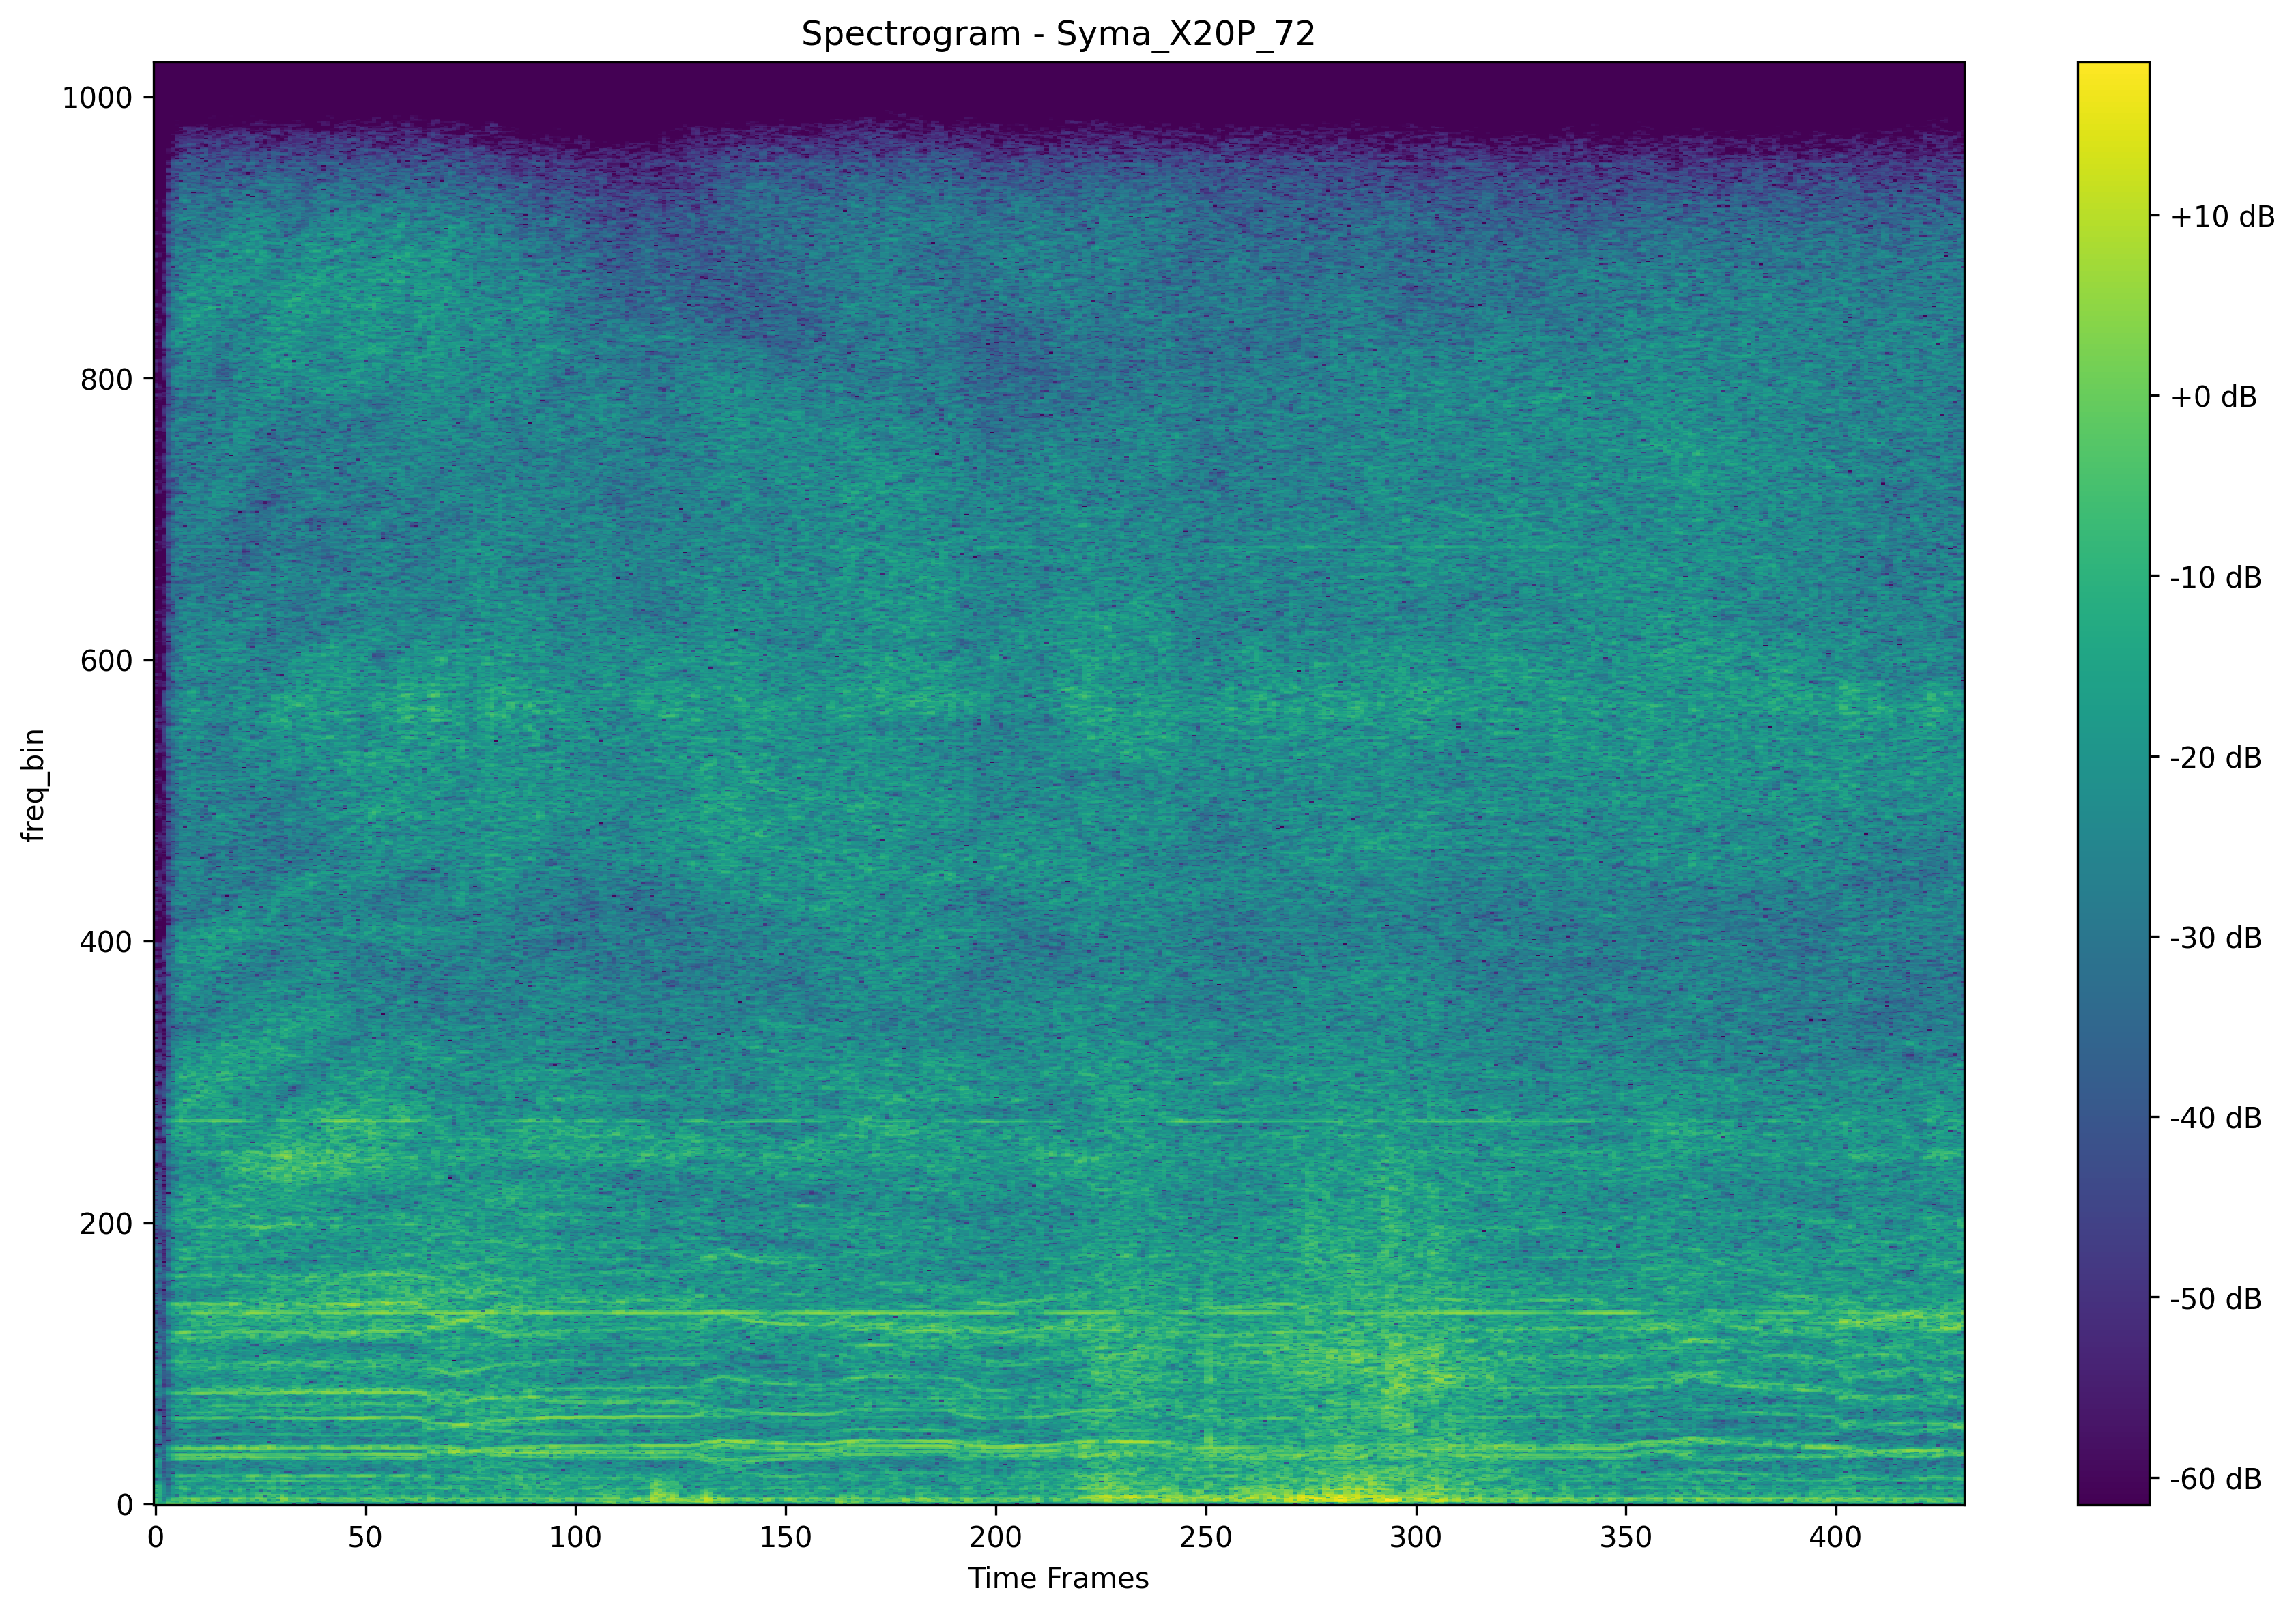 Spectrogram - Syma_X20P_72
1000
800
600
400
200
0
freq_bin
0 50 100 150 200 250 300 350 400
Time Frames
+10 dB
+0 dB
-10 dB
-20 dB
-30 dB
-40 dB
-50 dB
-60 dB